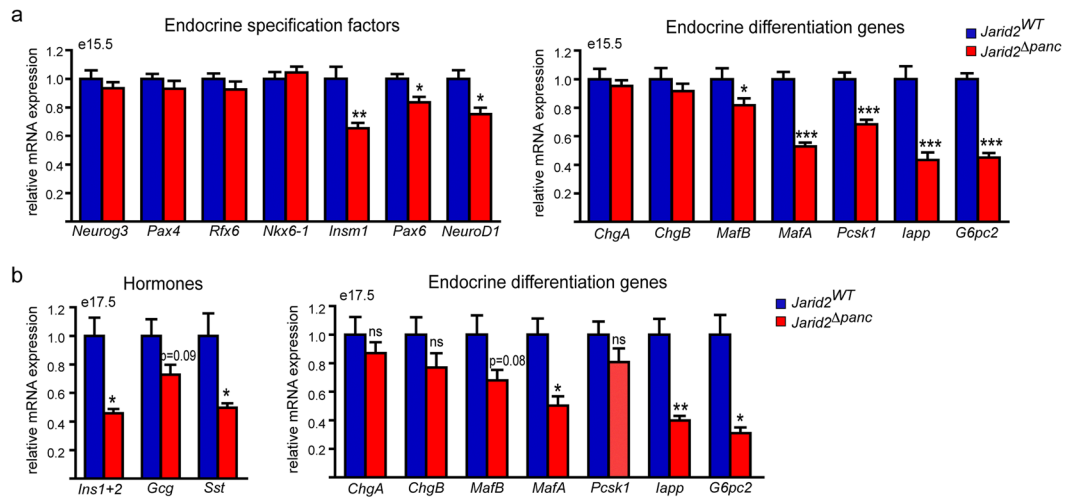 a
Endocrine specification factors
e15.5
relative mRNA expression
1.2
1.0
0.8
0.6
0.4
0.2
**
*
*
Neurog3 Pax4 Rfx6 Nkx6-1 Insm1 Pax6 NeuroD1
Endocrine differentiation genes
e15.5
relative mRNA expression
1.2
1.0
0.8
0.6
0.4
0.2
*
***
***
***
***
ChgA ChgB MafB MafA Pcsk1 Iapp G6pc2
Jarid2WT
Jarid2Δpanc
b
Hormones
e17.5
relative mRNA expression
1.2
1.0
0.8
0.6
0.4
0.2
*
p=0.09
*
Ins1+2 Gcg Sst
Endocrine differentiation genes
e17.5
relative mRNA expression
1.2
1.0
0.8
0.6
0.4
0.2
ns
ns
p=0.08
*
ns
**
*
ChgA ChgB MafB MafA Pcsk1 Iapp G6pc2
Jarid2WT
Jarid2Δpanc